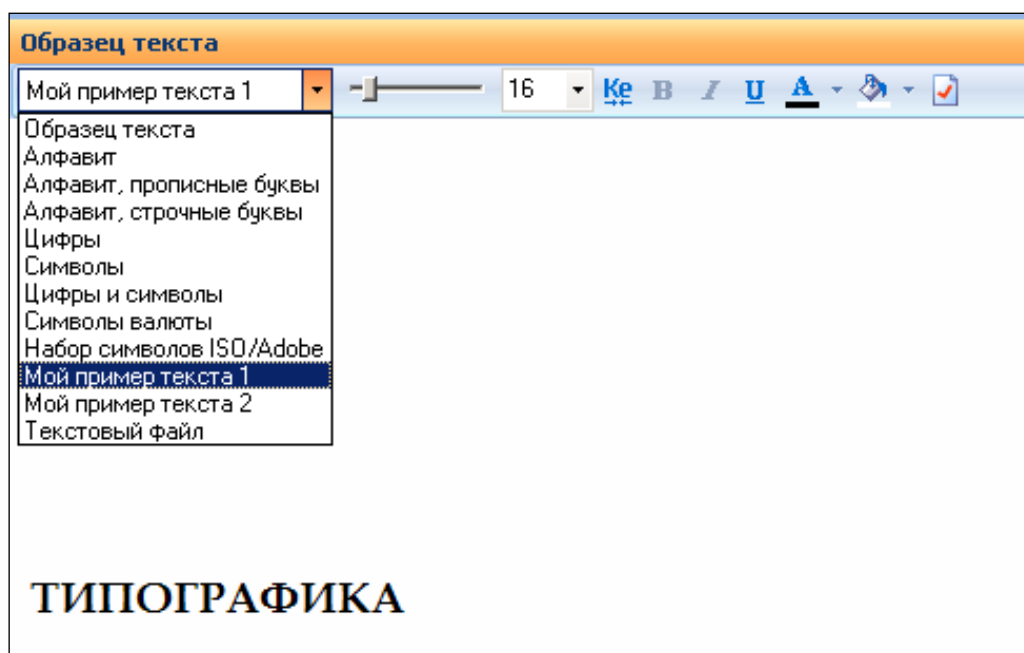 Образец текста
Мой пример текста 1 16 Ke B I U A
Образец текста
Алфавит
Алфавит, прописные буквы
Алфавит, строчные буквы
Цифры
Символы
Цифры и символы
Символы валюты
Набор символов ISO/Adobe
Мой пример текста 1
Мой пример текста 2
Текстовый файл
ТИПОГРАФИКА